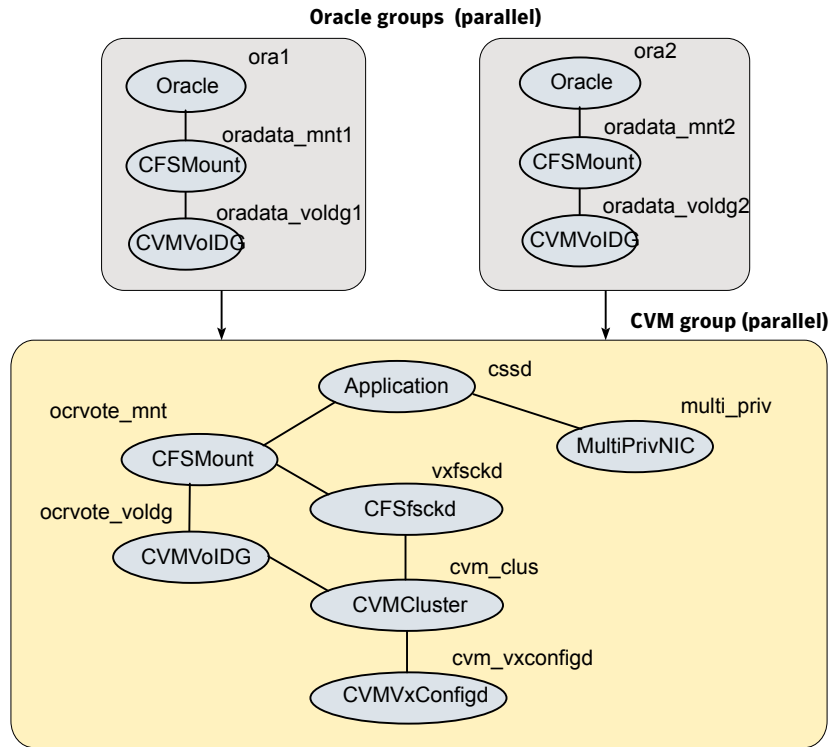 Oracle groups (parallel)
ora1
Oracle
oradata_mnt1
CFSMount
oradata_voldg1
CVMVolDG
ora2
Oracle
oradata_mnt2
CFSMount
oradata_voldg2
CVMVolDG
CVM group (parallel)
cssd
Application
ocrvote_mnt
multi_priv
CFSMount
MultiPrivNIC
vxfsckd
ocrvote_voldg
CFSfsckd
CVMVolDG
cvm_clus
CVMCluster
cvm_vxconfigd
CVMVxConfigd